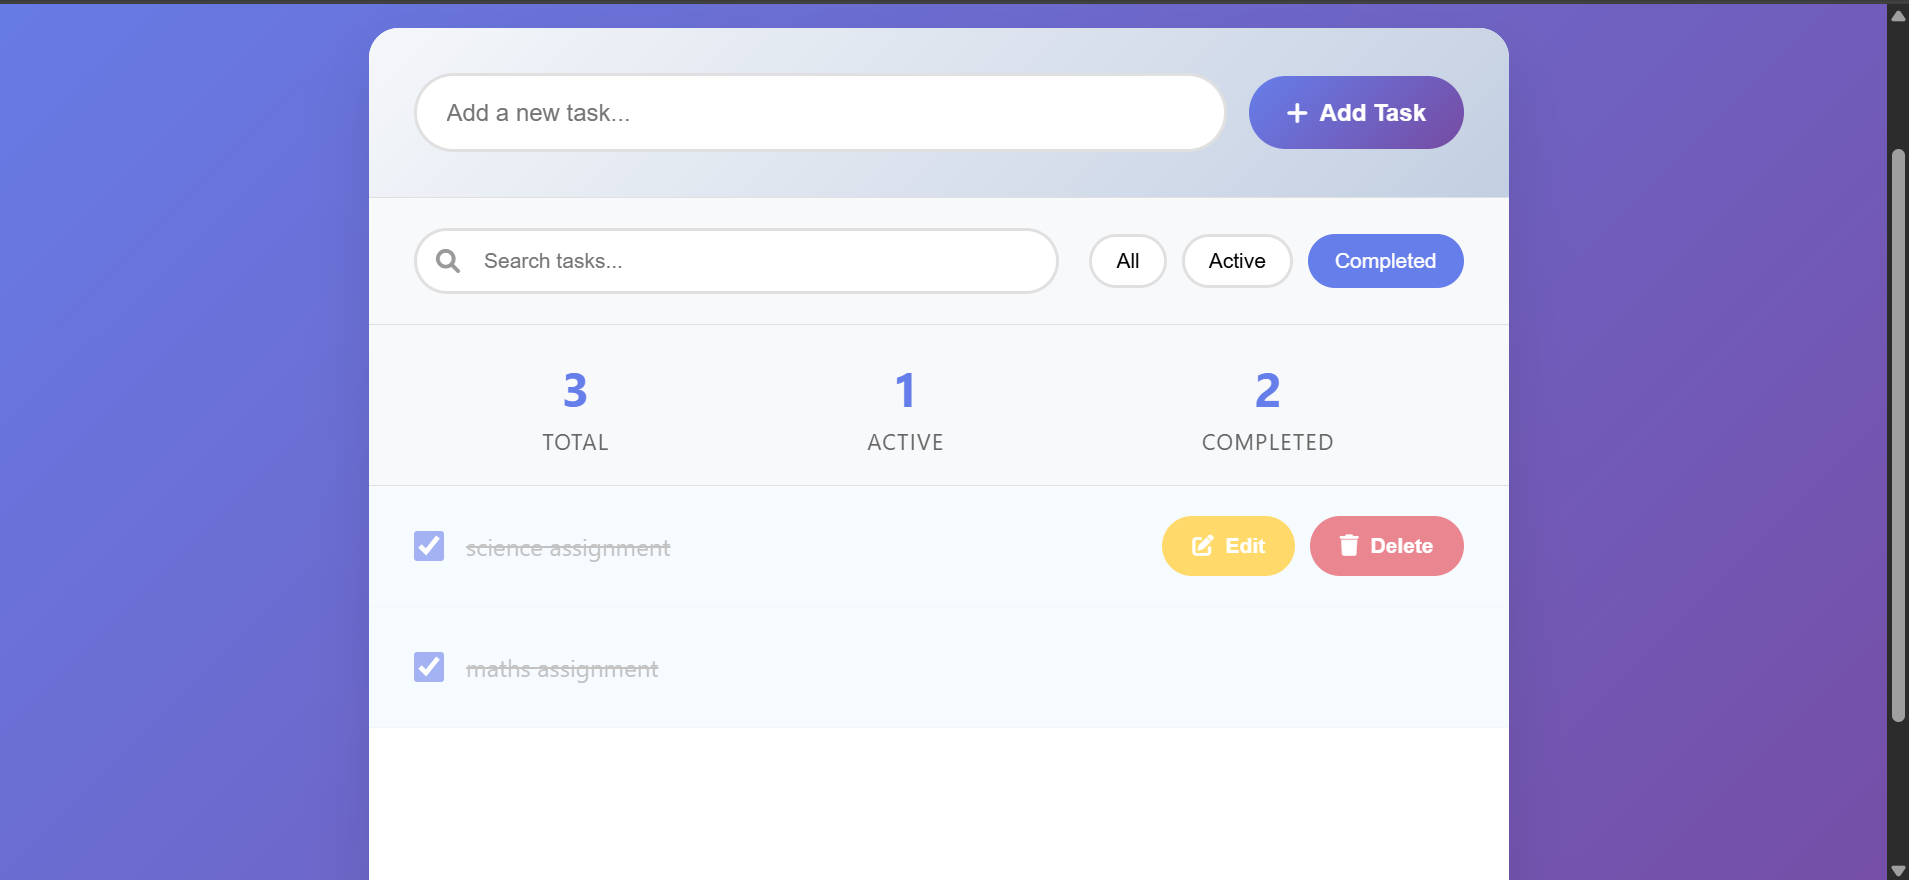 Add a new task...
Add Task
Search tasks...
All
Active
Completed
3
1
2
TOTAL
ACTIVE
COMPLETED
science assignment
Edit
Delete
maths assignment